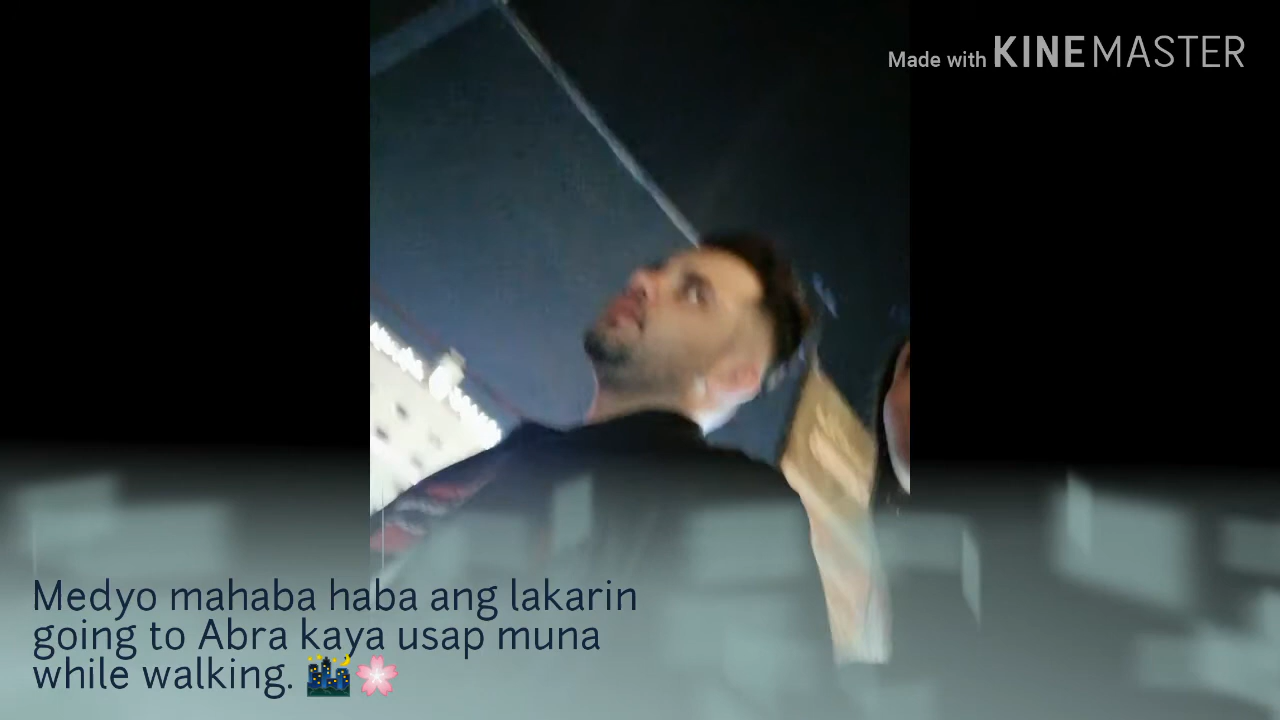 Made with KINEMASTER
Medyo mahaba haba ang lakarin
going to Abra kaya usap muna
while walking. 🌃🌸